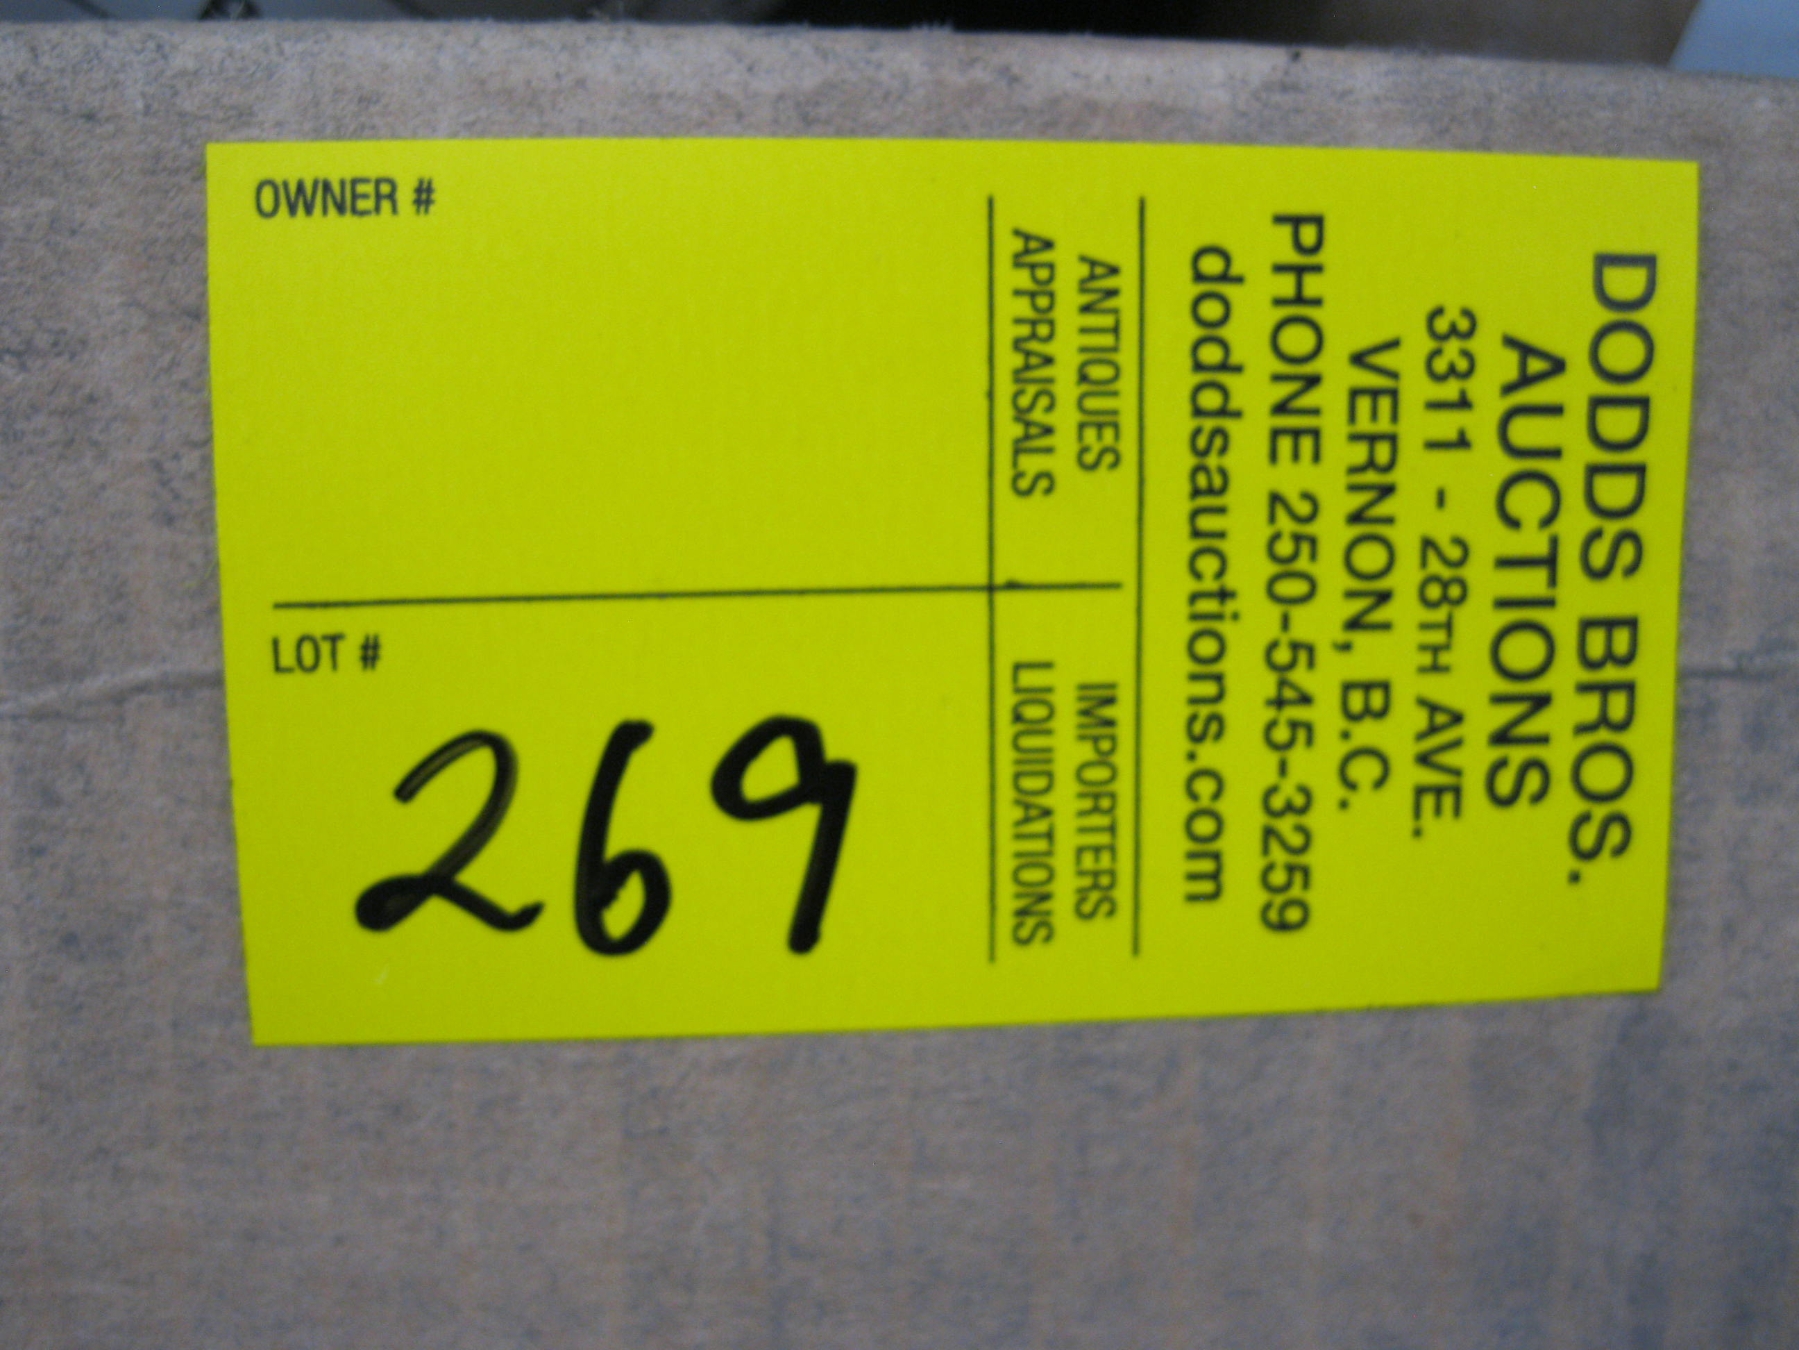 DODDS BROS.
AUCTIONS
3311 - 28TH AVE.
VERNON, B.C.
PHONE 250-545-3259
doddsauctions.com
ANTIQUES
APPRAISALS
IMPORTERS
LIQUIDATIONS
OWNER #
LOT #
269